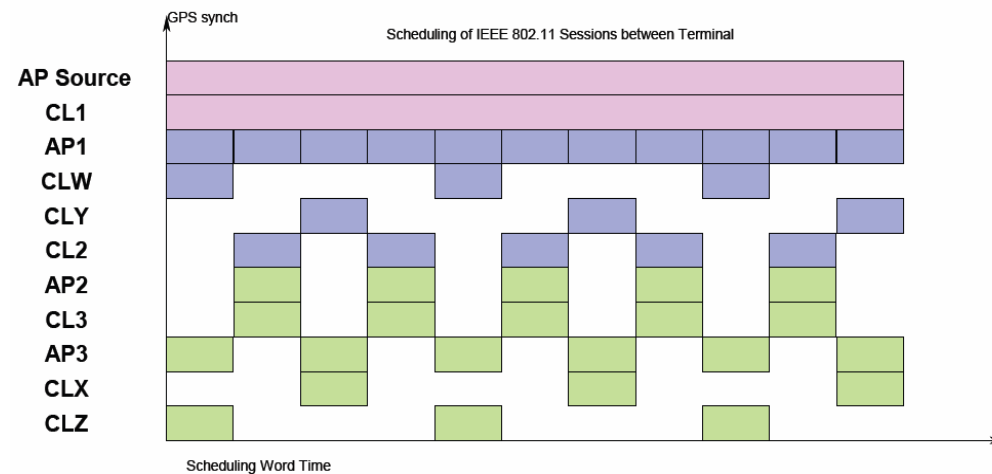 GPS synch
Scheduling of IEEE 802.11 Sessions between Terminal
AP Source
CL1
AP1
CLW
CLY
CL2
AP2
CL3
AP3
CLX
CLZ
Scheduling Word Time